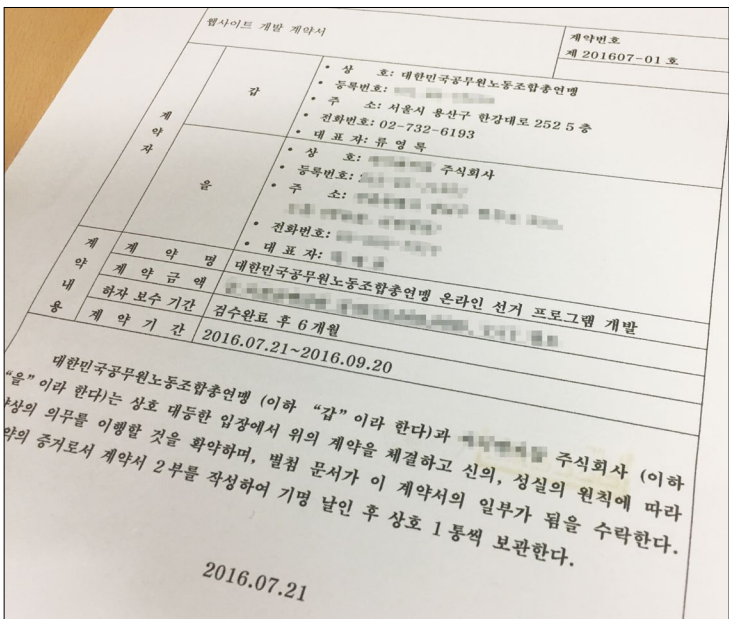 웹사이트 개발 계약서
계약번호
제 201607-01 호
계약자
갑
• 상 호: 대한민국공무원노동조합총연맹
• 등록번호:
• 주 소: 서울시 용산구 한강대로 252 5 층
• 전화번호: 02-732-6193
• 대 표 자: 류 영 록
을
• 상 호: 주식회사
• 등록번호:
• 주 소:
• 전화번호:
• 대 표 자:
계약내용
계 약 명 대한민국공무원노동조합총연맹 온라인 선거 프로그램 개발
계 약 금 액
하자 보수 기간 검수완료 후 6 개월
계 약 기 간 2016.07.21~2016.09.20
대한민국공무원노동조합총연맹 (이하 “갑” 이라 한다)과 주식회사 (이하
“을” 이라 한다)는 상호 대등한 입장에서 위의 계약을 체결하고 신의, 성실의 원칙에 따라
의무를 이행할 것을 확약하며, 별첨 문서가 이 계약서의 일부가 됨을 수락한다.
증거로서 계약서 2 부를 작성하여 기명 날인 후 상호 1 통씩 보관한다.
2016.07.21